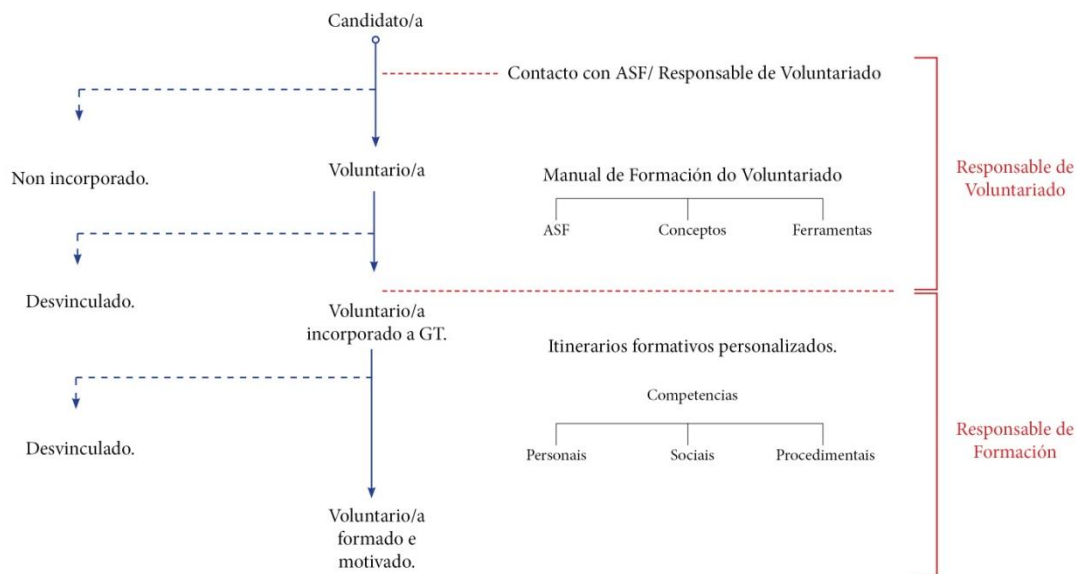 Candidato/a
Contacto con ASF/ Responsable de Voluntariado
Non incorporado.
Voluntario/a
Manual de Formación do Voluntariado
ASF
Conceptos
Ferramentas
Responsable de
Voluntariado
Desvinculado.
Voluntario/a
incorporado a GT.
Itinerarios formativos personalizados.
Competencias
Personais
Sociais
Procedimentais
Responsable de
Formación
Desvinculado.
Voluntario/a
formado e
motivado.